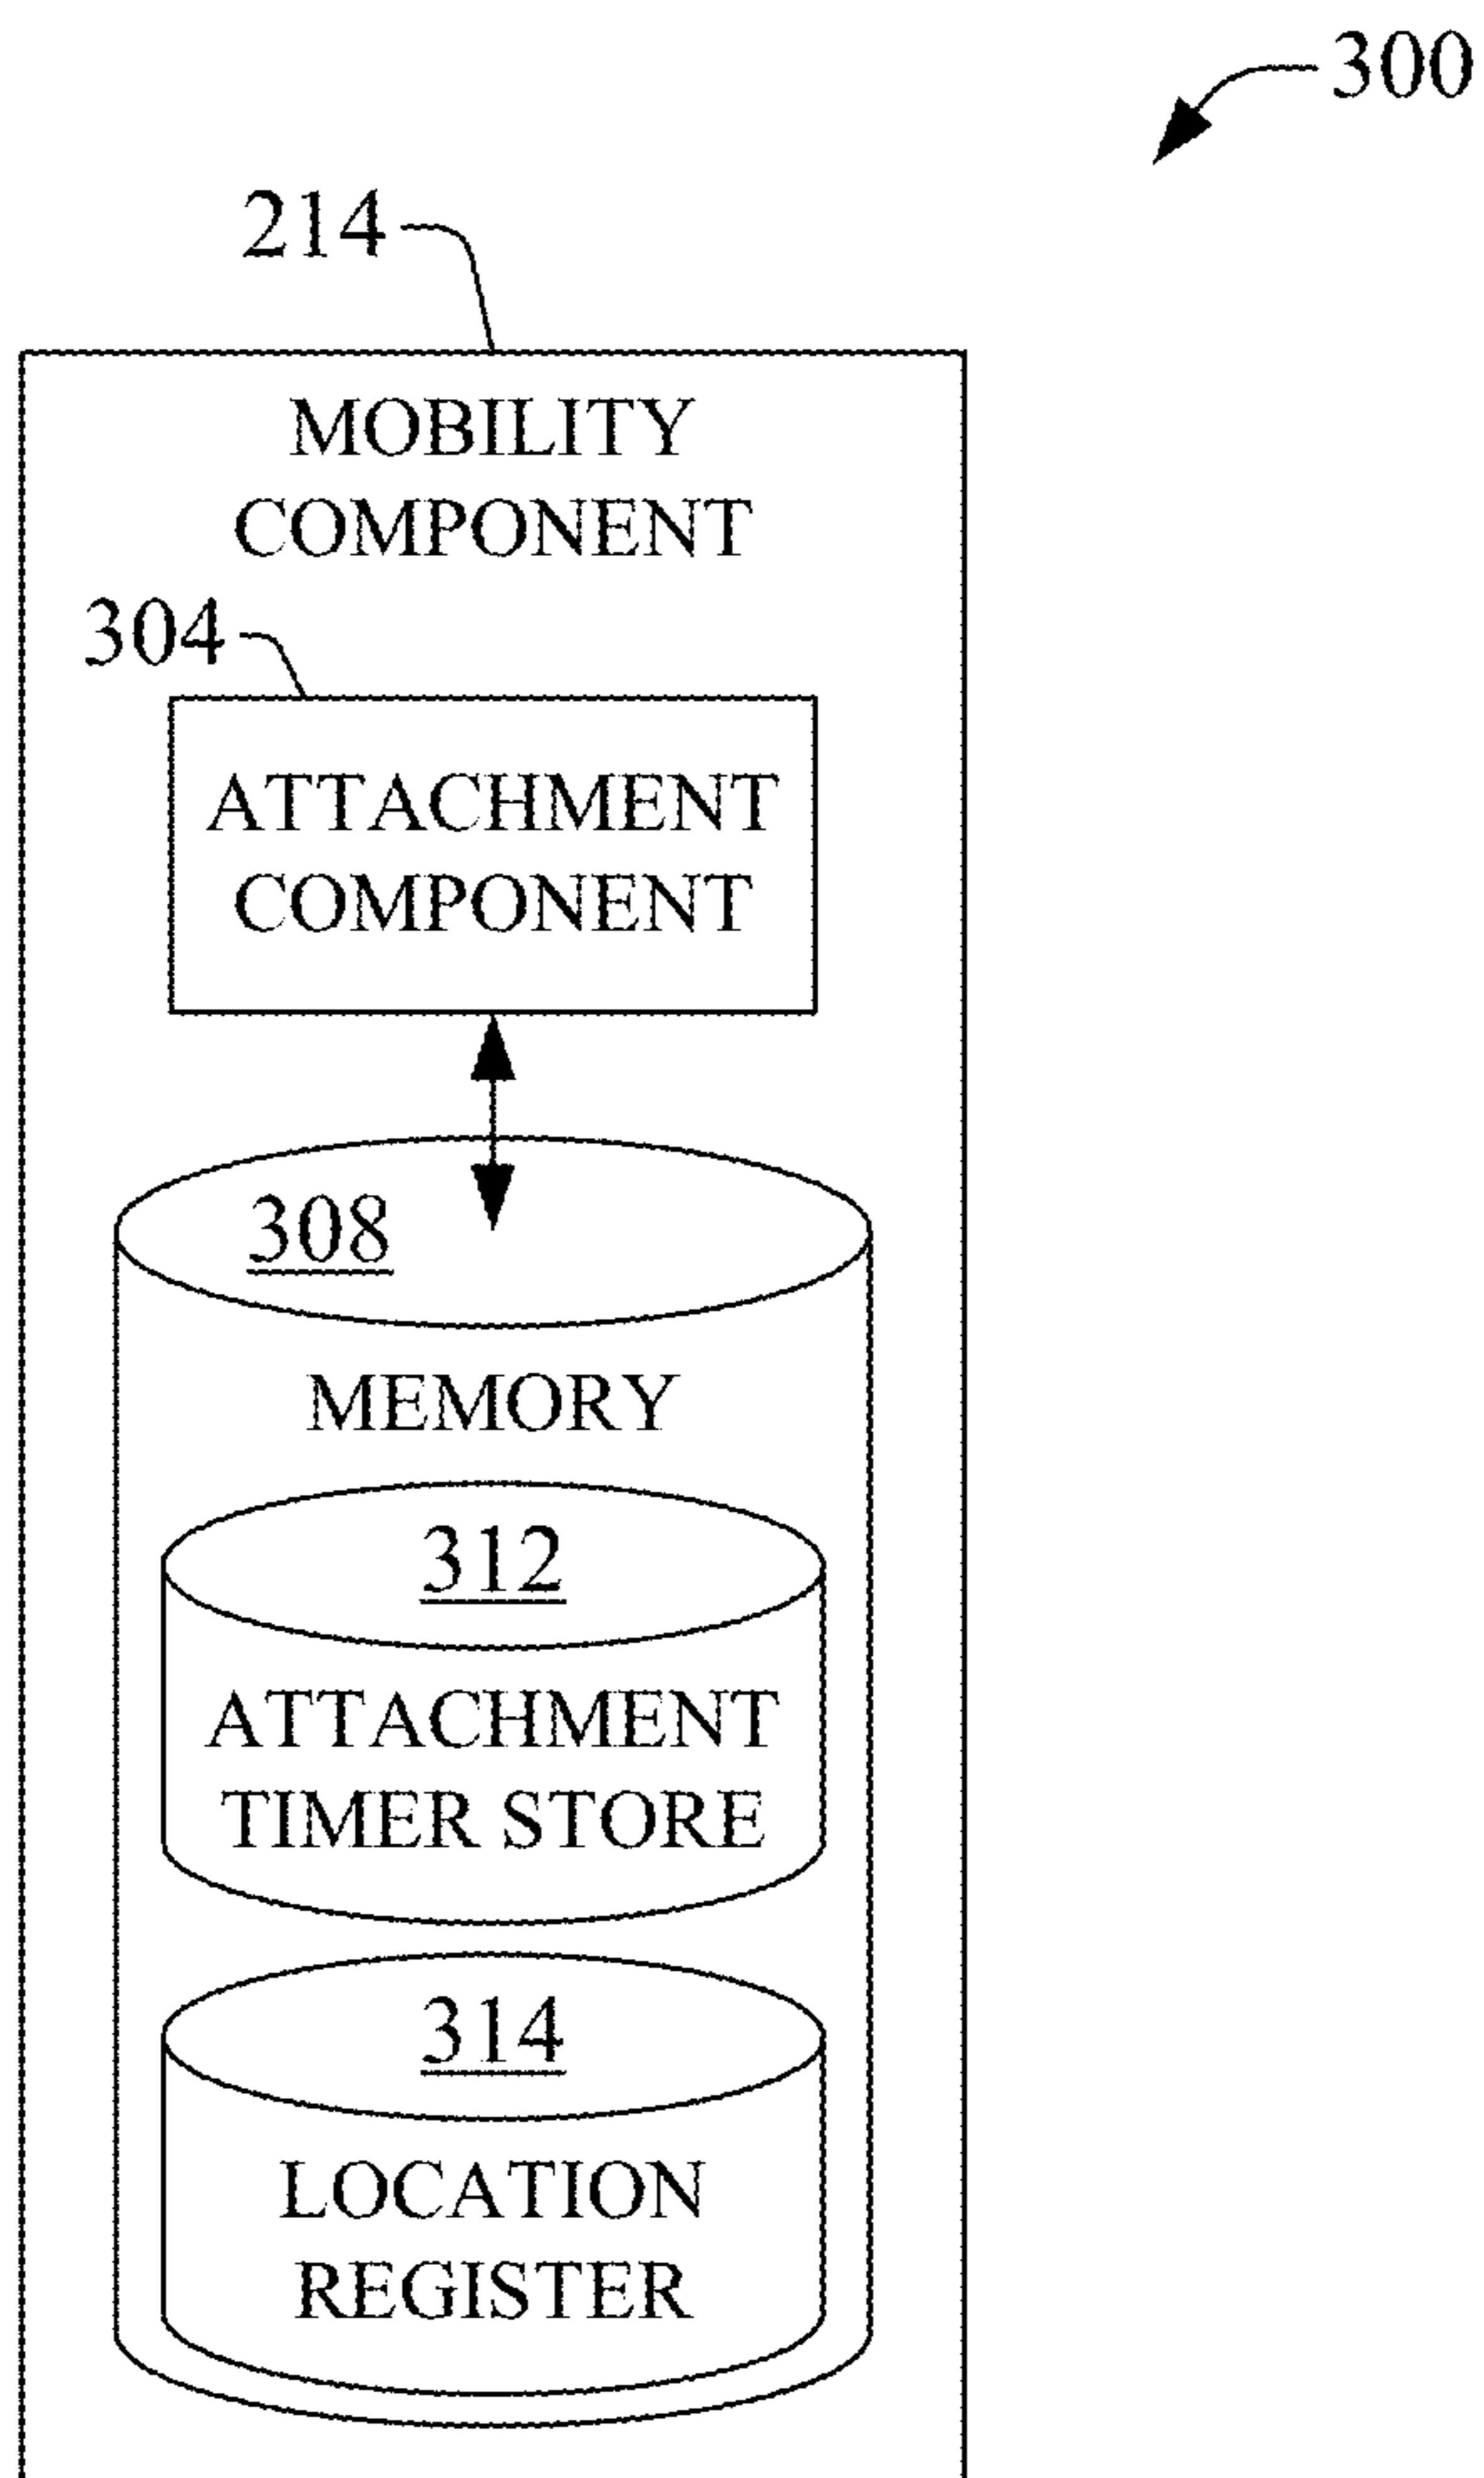 300
214
MOBILITY
COMPONENT
304
ATTACHMENT
COMPONENT
308
MEMORY
312
ATTACHMENT
TIMER STORE
314
LOCATION
REGISTER